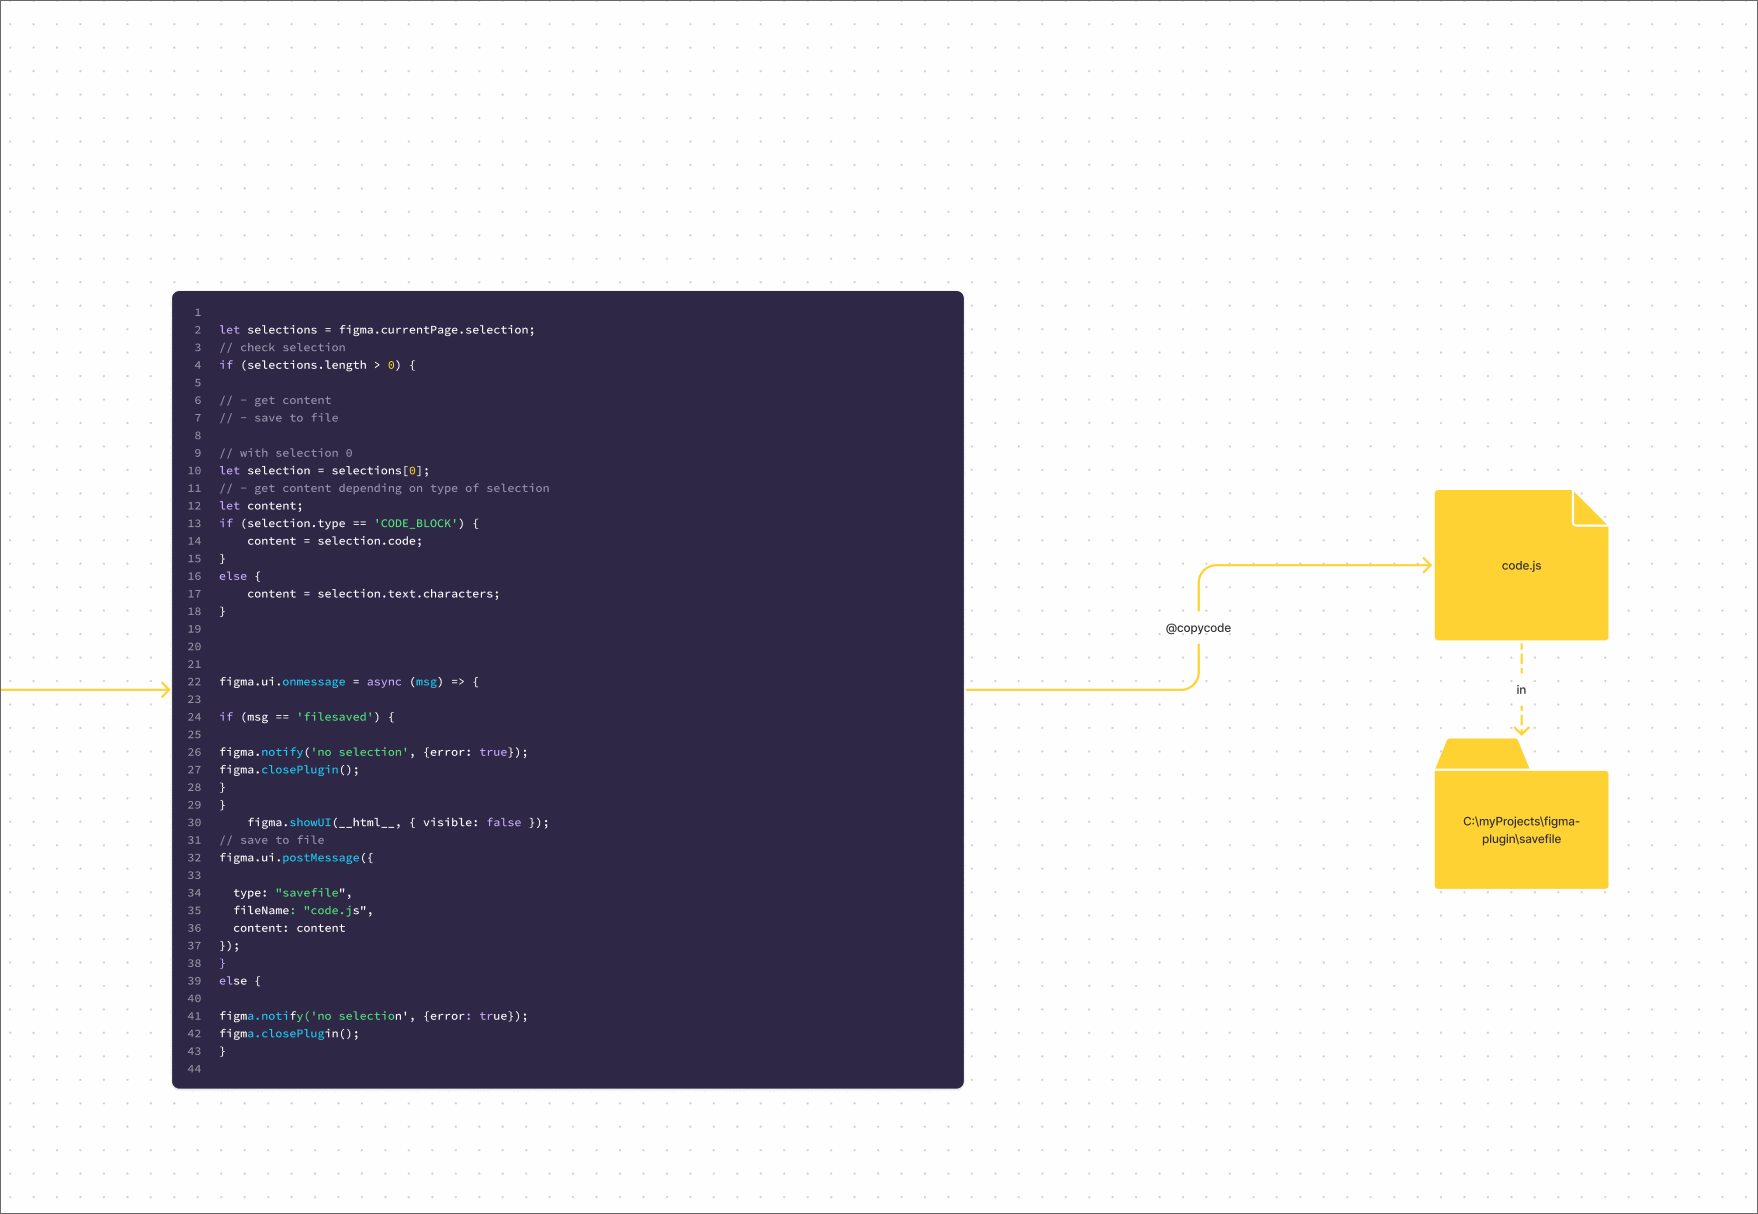 1
2 let selections = figma.currentPage.selection;
3 // check selection
4 if (selections.length > 0) {
5
6 // - get content
7 // - save to file
8
9 // with selection 0
10 let selection = selections[0];
11 // - get content depending on type of selection
12 let content;
13 if (selection.type == 'CODE_BLOCK') {
14     content = selection.code;
15 }
16 else {
17     content = selection.text.characters;
18 }
19
20
21
22 figma.ui.onmessage = async (msg) => {
23
24 if (msg == 'filesaved') {
25
26 figma.notify('no selection', {error: true});
27 figma.closePlugin();
28 }
29 }
30     figma.showUI(__html__, { visible: false });
31 // save to file
32 figma.ui.postMessage({
33
34   type: "savefile",
35   fileName: "code.js",
36   content: content
37 });
38 }
39 else {
40
41 figma.notify('no selection', {error: true});
42 figma.closePlugin();
43 }
44
@copycode
code.js
in
C:\myProjects\figma-
plugin\savefile